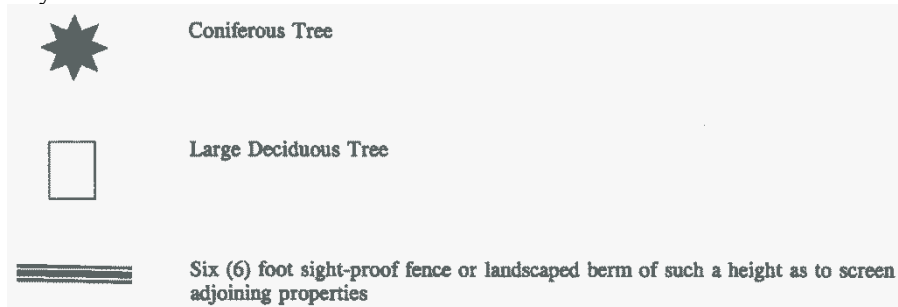 Coniferous Tree
Large Deciduous Tree
Six (6) foot sight-proof fence or landscaped berm of such a height as to screen
adjoining properties